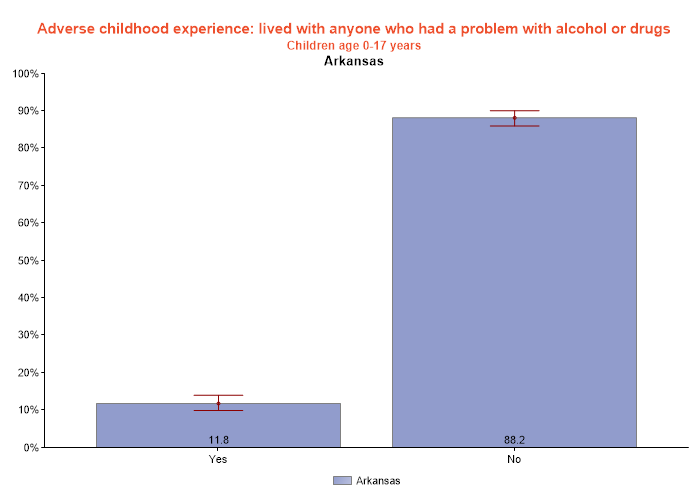 Adverse childhood experience: lived with anyone who had a problem with alcohol or drugs
Children age 0-17 years
Arkansas
100%
90%
80%
70%
60%
50%
40%
30%
20%
10%
0%
11.8
88.2
Yes
No
Arkansas